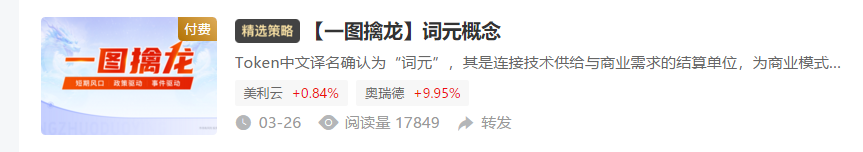 付费
一图擒龙
短期风口 政策驱动 事件驱动
精选策略 【一图擒龙】词元概念
Token中文译名确认为“词元”，其是连接技术供给与商业需求的结算单位，为商业模式...
美利云 +0.84% 奥瑞德 +9.95%
03-26 阅读量 17849 转发